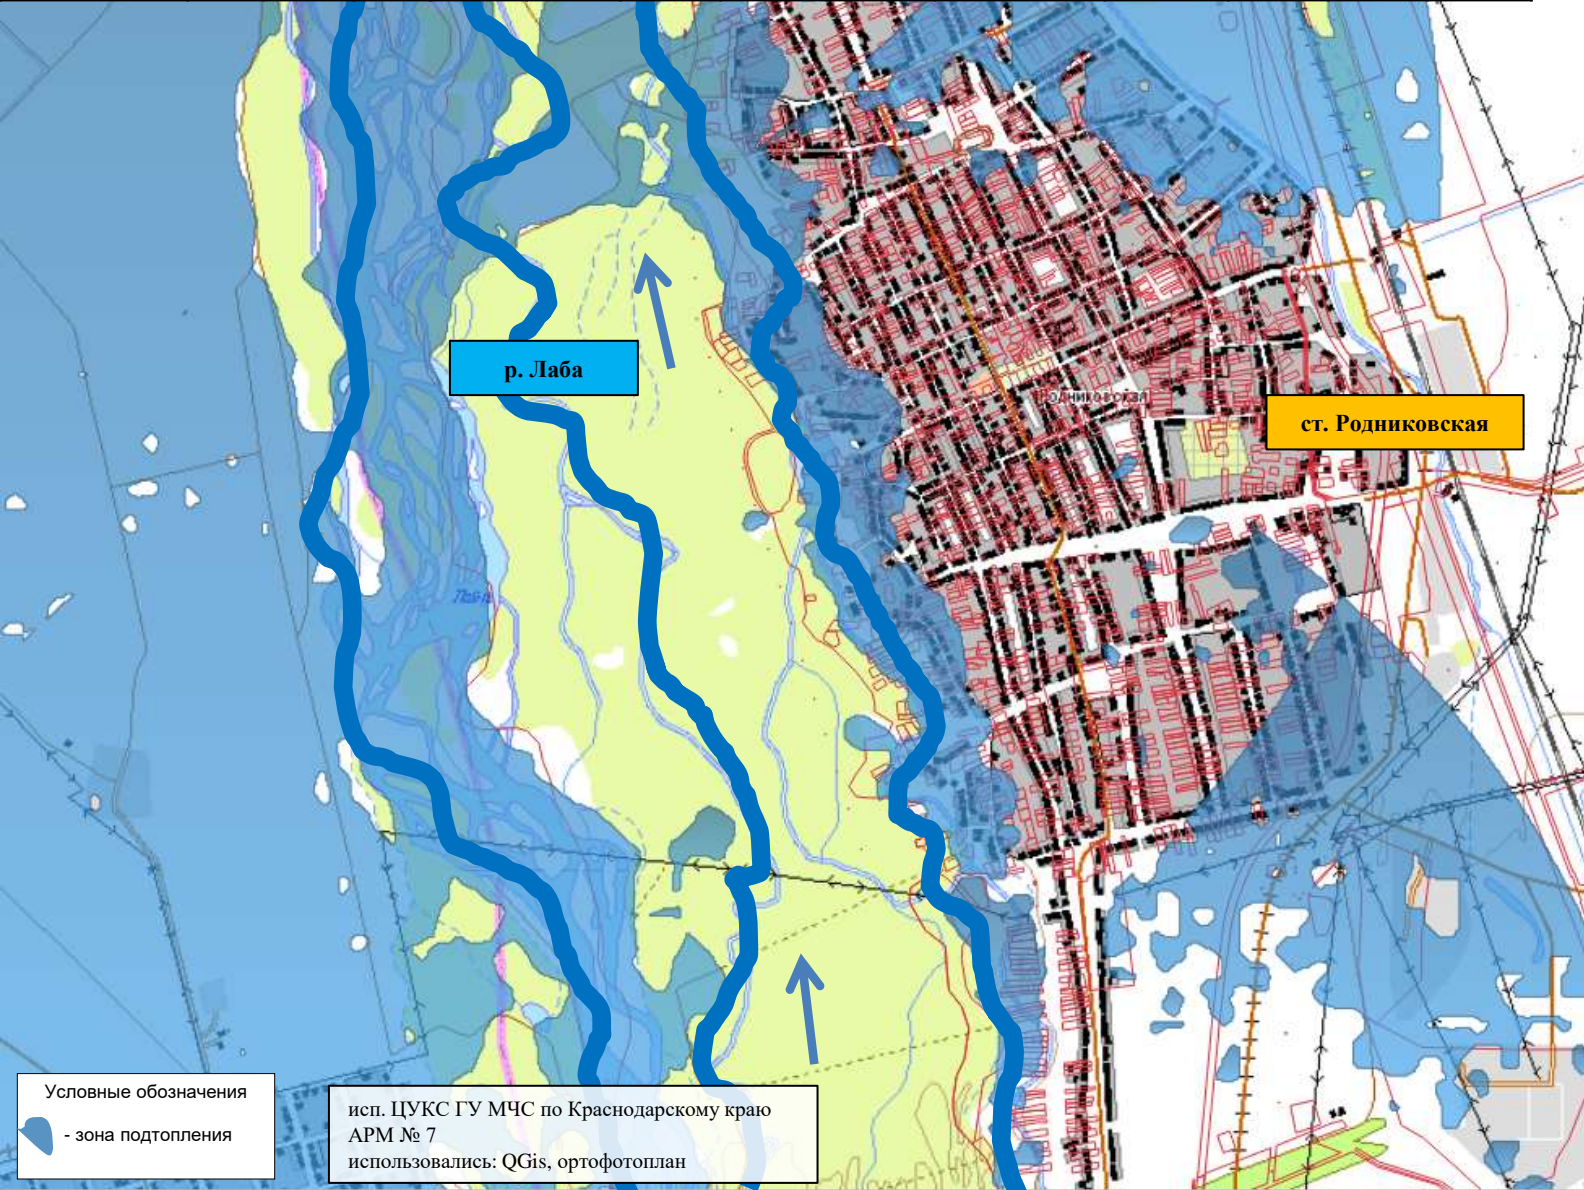 р. Лаба
Родниковская
ст. Родниковская
Условные обозначения
- зона подтопления
исп. ЦУКС ГУ МЧС по Краснодарскому краю
АРМ № 7
использовались: QGis, ортофотоплан